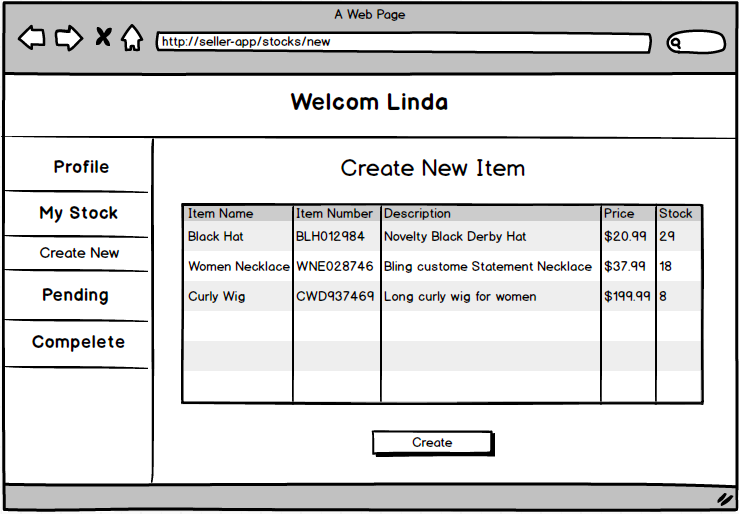 A Web Page
http://seller-app/stocks/new
Welcom Linda
Profile
My Stock
Create New
Pending
Compelete
Create New Item
Item Name Item Number Description Price Stock
Black Hat BLH012984 Novelty Black Derby Hat $20.99 29
Women Necklace WNE028746 Bling custome Statement Necklace $37.99 18
Curly Wig CWD937469 Long curly wig for women $199.99 8
Create